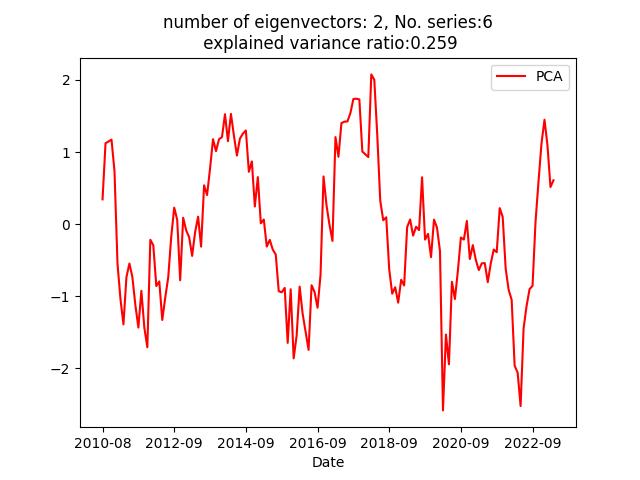 number of eigenvectors: 2, No. series:6
explained variance ratio:0.259
PCA
2
1
0
−1
−2
2010-08 2012-09 2014-09 2016-09 2018-09 2020-09 2022-09
Date